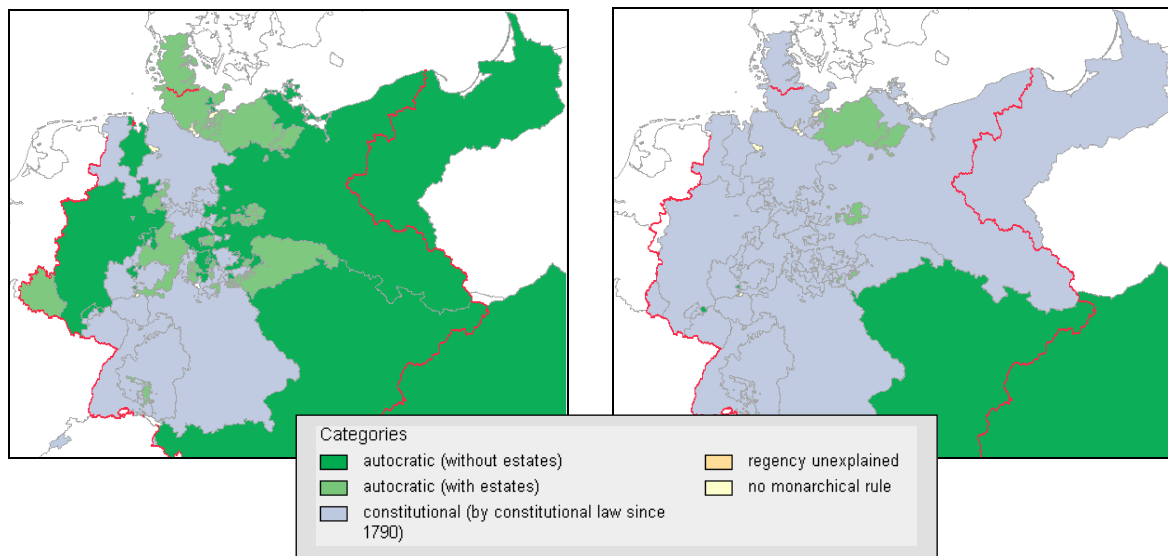 Categories
autocratic (without estates)
autocratic (with estates)
constitutional (by constitutional law since
1790)
regency unexplained
no monarchical rule